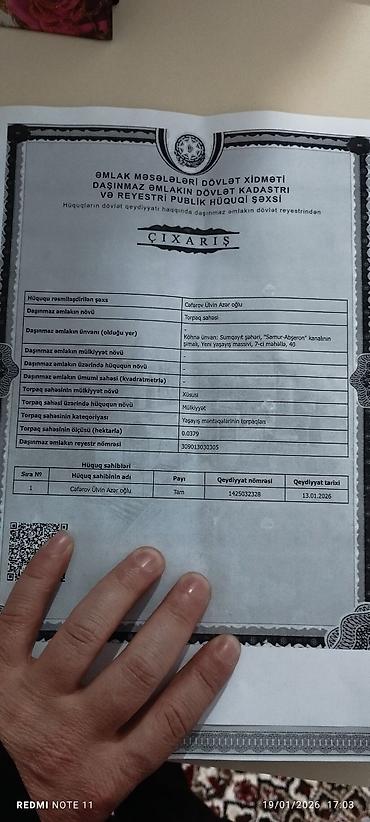 ƏMLAK MƏSƏLƏLƏRİ DÖVLƏT XİDMƏTİ
DAŞINMAZ ƏMLAKIN DÖVLƏT KADASTRI
VƏ REYESTRİ PUBLİK HÜQUQİ ŞƏXSİ
Hüquqların dövlət qeydiyyatı haqqında daşınmaz əmlakın dövlət reyestrindən
ÇIXARIŞ
Hüququ rəsmiləşdirilən şəxs Cəfərov Ülvin Azər oğlu
Daşınmaz əmlakın növü Torpaq sahəsi
Daşınmaz əmlakın ünvanı (olduğu yer) -
Köhnə ünvan: Sumqayıt şəhəri, "Samur-Abşeron" kanalının
şimalı, Yeni yaşayış massivi, 7-ci məhəllə, 40
Daşınmaz əmlakın mülkiyyət növü -
Daşınmaz əmlakın üzərində hüququn növü -
Daşınmaz əmlakın ümumi sahəsi (kvadratmetrlə) -
Torpaq sahəsinin mülkiyyət növü Xüsusi
Torpaq sahəsi üzərində hüququn növü Mülkiyyət
Torpaq sahəsinin kateqoriyası Yaşayış məntəqələrinin torpaqları
Torpaq sahəsinin ölçüsü (hektarla) 0.0379
Daşınmaz əmlakın reyestr nömrəsi 309013030305
Hüquq sahibləri
Sıra № Hüquq sahibinin adı Payı Qeydiyyat nömrəsi Qeydiyyat tarixi
1 Cəfərov Ülvin Azər oğlu Tam 1425032328 13.01.2026
REDMI NOTE 11
19/01/2026 17:03